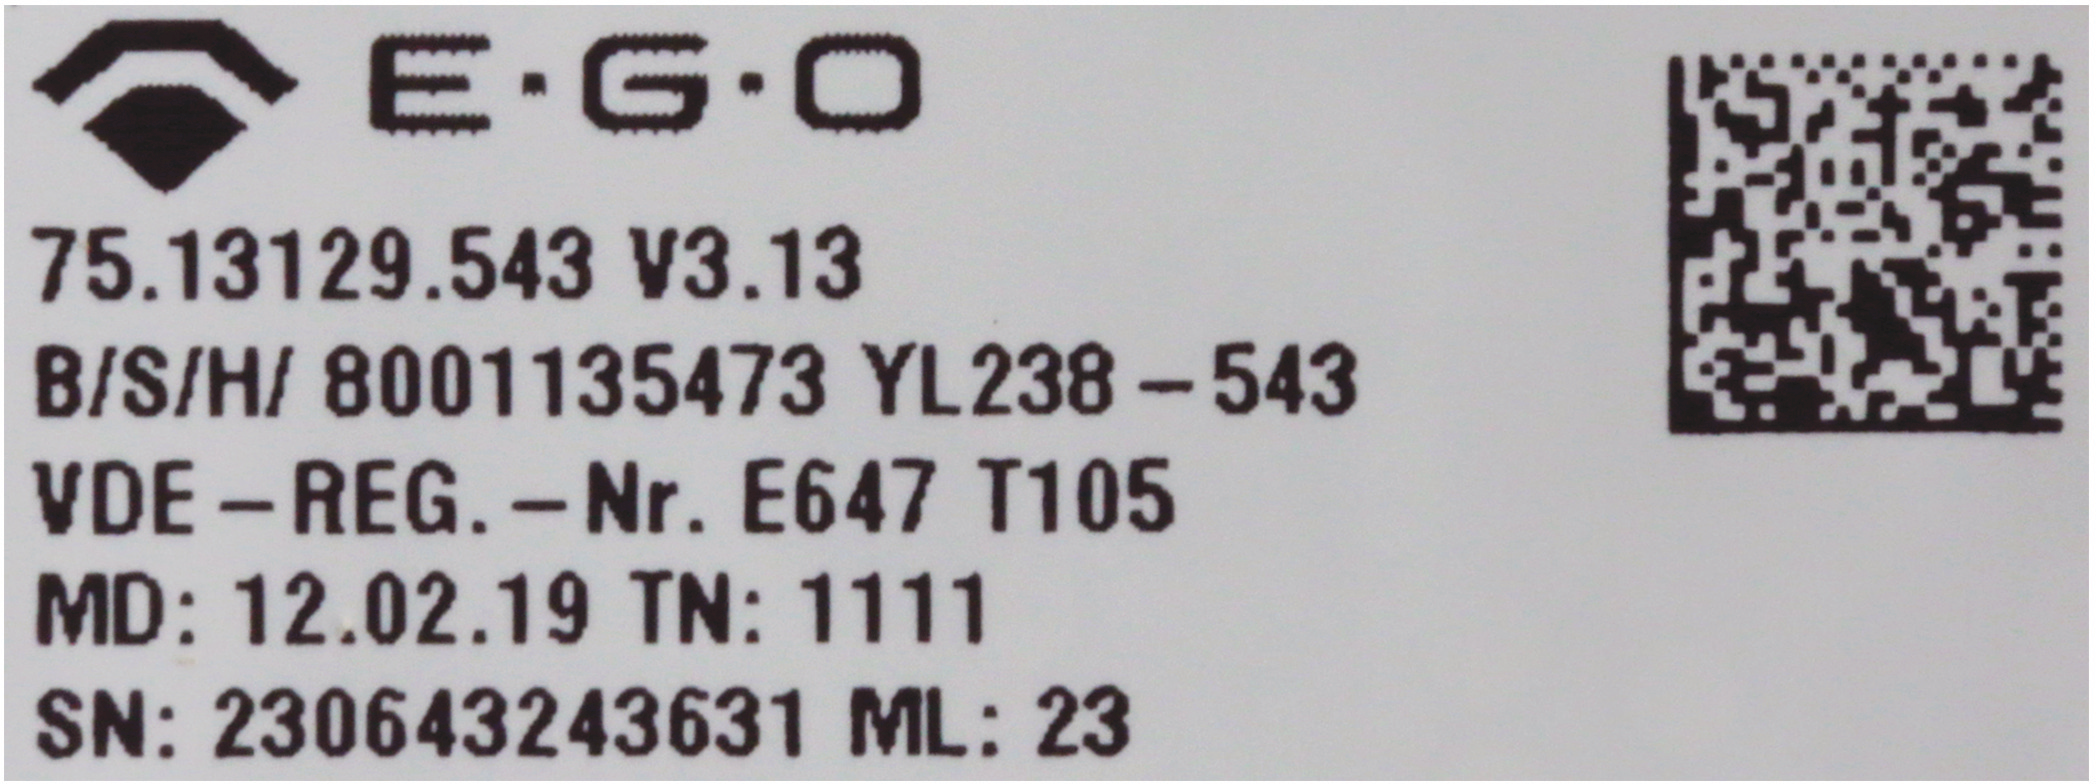 E·G·O
75.13129.543 V3.13
B/S/H/ 8001135473 YL238-543
VDE-REG.-Nr. E647 T105
MD: 12.02.19 TN: 1111
SN: 230643243631 ML: 23